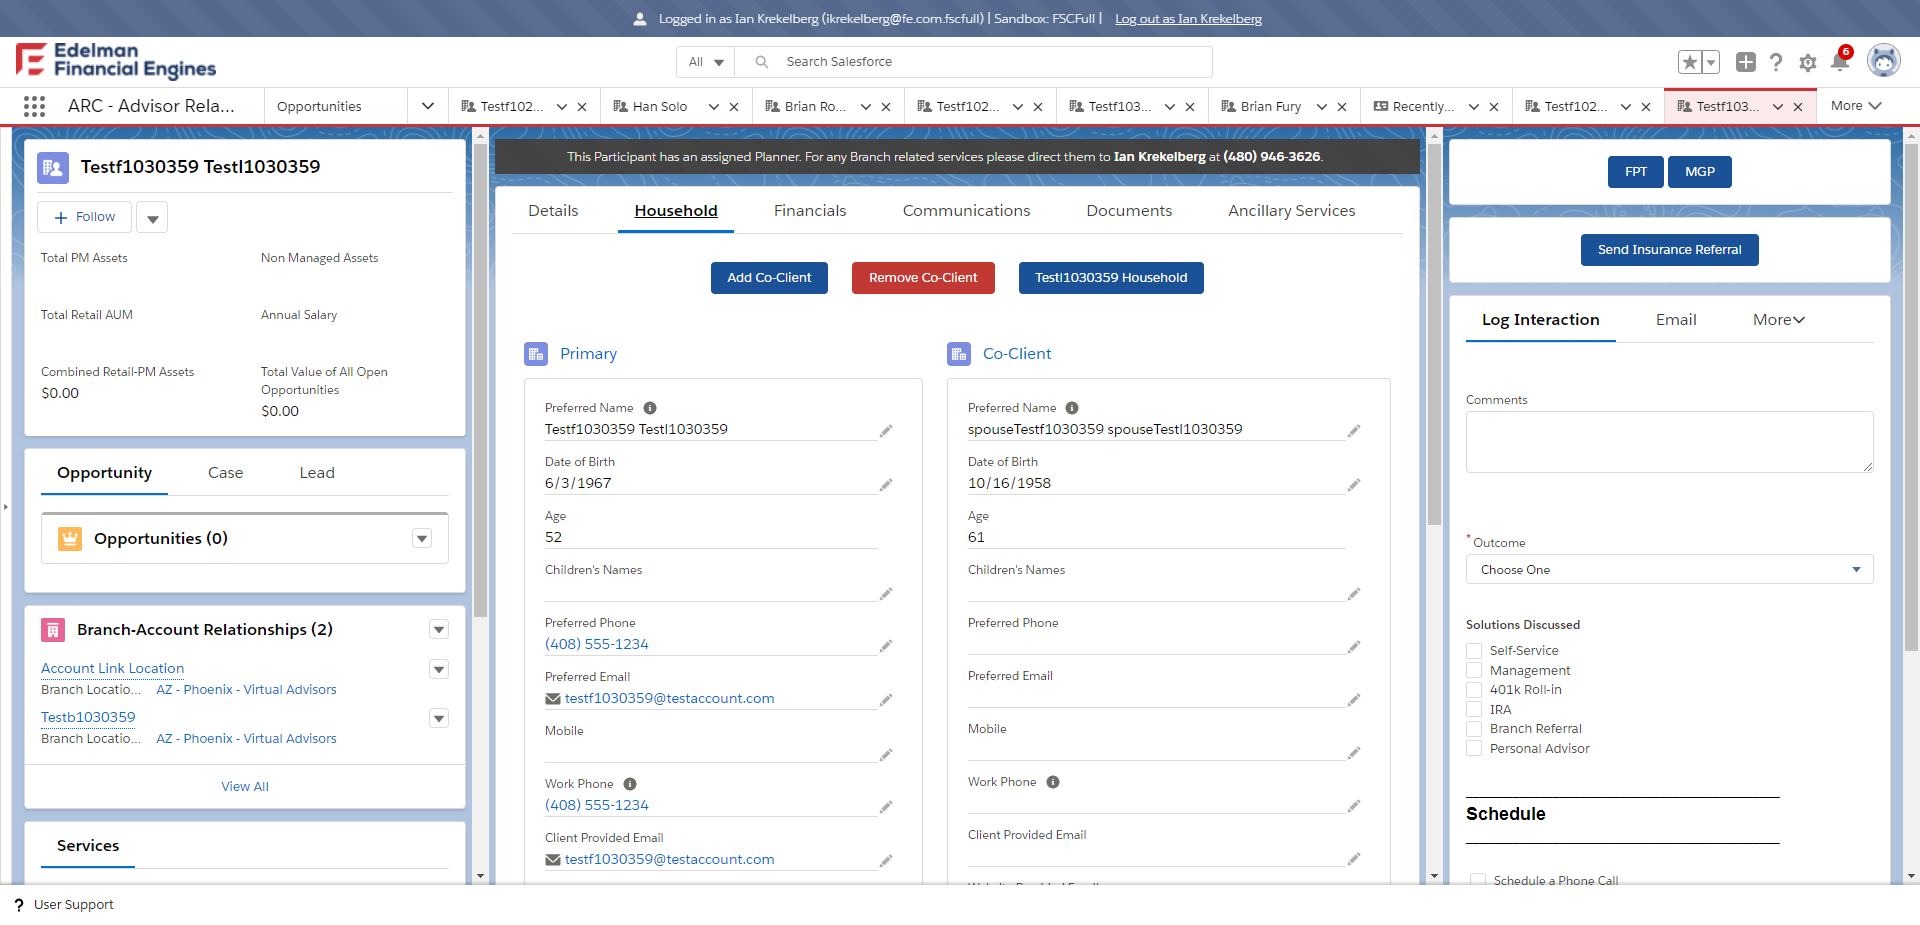 Logged in as Ian Krekelberg (ikrekelberg@fe.com.fscfull) | Sandbox: FSCFull | Log out as Ian Krekelberg
Edelman
Financial Engines
All
Search Salesforce
6
ARC - Advisor Rela...
Opportunities
Testf102...
Han Solo
Brian Ro...
Testf102...
Testf103...
Brian Fury
Recently...
Testf102...
Testf103...
More
Testf1030359 Testl1030359
Follow
Total PM Assets
Non Managed Assets
Total Retail AUM
Annual Salary
Combined Retail-PM Assets
$0.00
Total Value of All Open
Opportunities
$0.00
Opportunity
Case
Lead
Opportunities (0)
Branch-Account Relationships (2)
Account Link Location
Branch Locatio... AZ - Phoenix - Virtual Advisors
Testb1030359
Branch Locatio... AZ - Phoenix - Virtual Advisors
View All
Services
This Participant has an assigned Planner. For any Branch related services please direct them to Ian Krekelberg at (480) 946-3626.
Details
Household
Financials
Communications
Documents
Ancillary Services
Add Co-Client
Remove Co-Client
Testl1030359 Household
Primary
Preferred Name
Testf1030359 Testl1030359
Date of Birth
6/3/1967
Age
52
Children's Names
Preferred Phone
(408) 555-1234
Preferred Email
testf1030359@testaccount.com
Mobile
Work Phone
(408) 555-1234
Client Provided Email
testf1030359@testaccount.com
Co-Client
Preferred Name
spouseTestf1030359 spouseTestl1030359
Date of Birth
10/16/1958
Age
61
Children's Names
Preferred Phone
Preferred Email
Mobile
Work Phone
Client Provided Email
FPT
MGP
Send Insurance Referral
Log Interaction
Email
More
Comments
* Outcome
Choose One
Solutions Discussed
Self-Service
Management
401k Roll-in
IRA
Branch Referral
Personal Advisor
Schedule
Schedule a Phone Call
? User Support